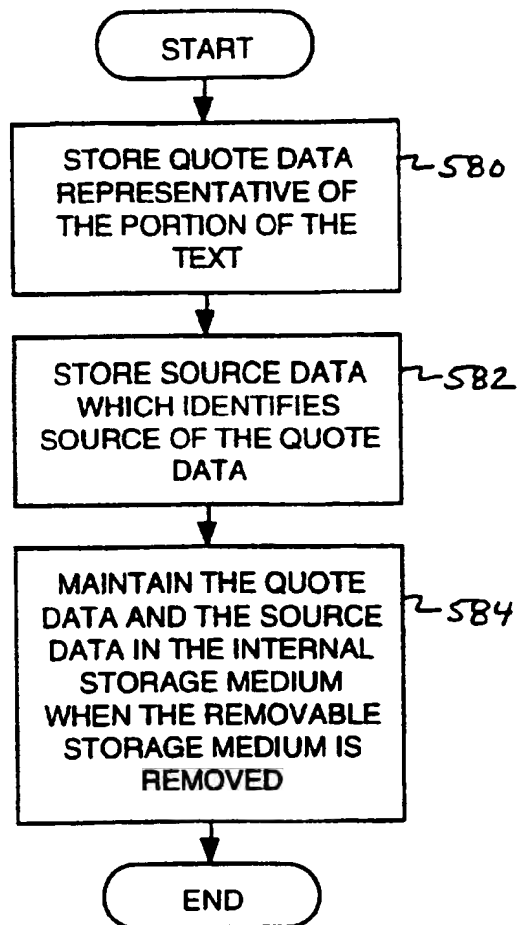 START
STORE QUOTE DATA
REPRESENTATIVE OF
THE PORTION OF THE
TEXT
580
STORE SOURCE DATA
WHICH IDENTIFIES
SOURCE OF THE QUOTE
DATA
582
MAINTAIN THE QUOTE
DATA AND THE SOURCE
DATA IN THE INTERNAL
STORAGE MEDIUM
WHEN THE REMOVABLE
STORAGE MEDIUM IS
REMOVED
584
END